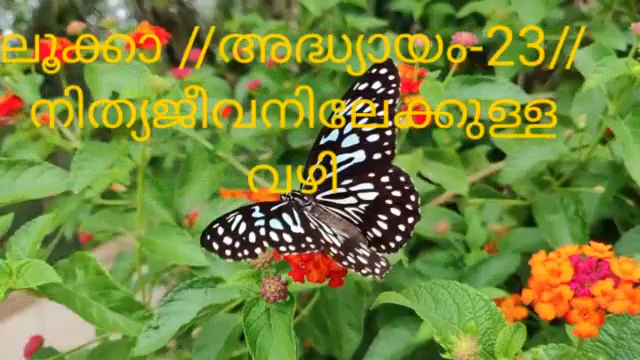 ലൂക്കാ //അദ്ധ്യായം-23//
നിത്യജീവനിലേക്കുള്ള
വഴി